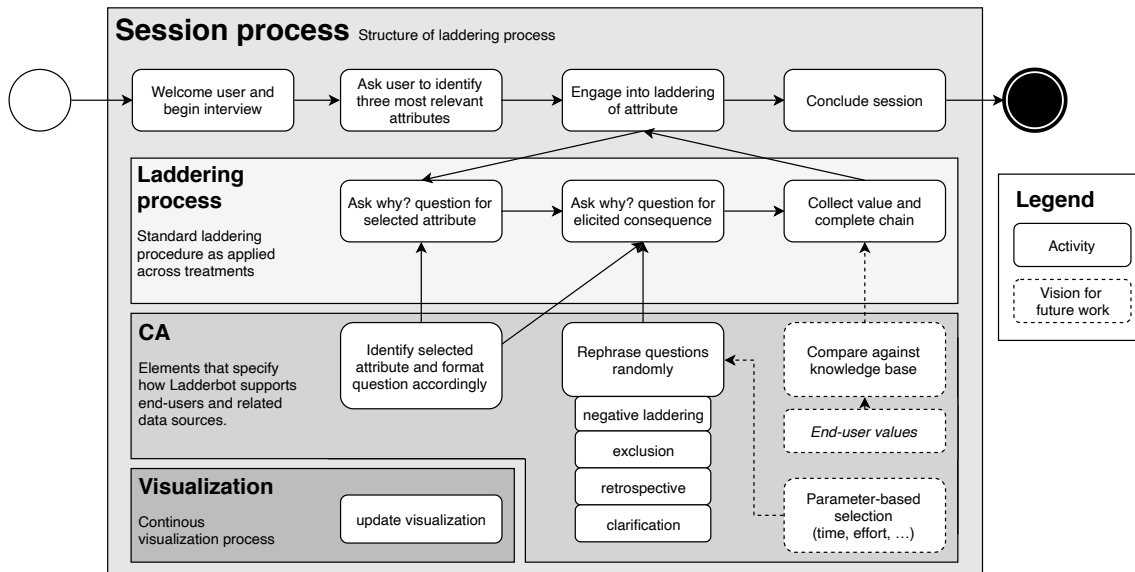 Session process Structure of laddering process
Welcome user and
begin interview
Ask user to identify
three most relevant
attributes
Engage into laddering
of attribute
Conclude session
Laddering
process
Standard laddering
procedure as applied
across treatments
Ask why? question for
selected attribute
Ask why? question for
elicited consequence
Collect value and
complete chain
Legend
Activity
Vision for
future work
CA
Elements that specify
how Ladderbot supports
end-users and related
data sources.
Identify selected
attribute and format
question accordingly
Rephrase questions
randomly
negative laddering
exclusion
retrospective
clarification
Compare against
knowledge base
End-user values
Parameter-based
selection
(time, effort, …)
Visualization
Continous
visualization process
update visualization